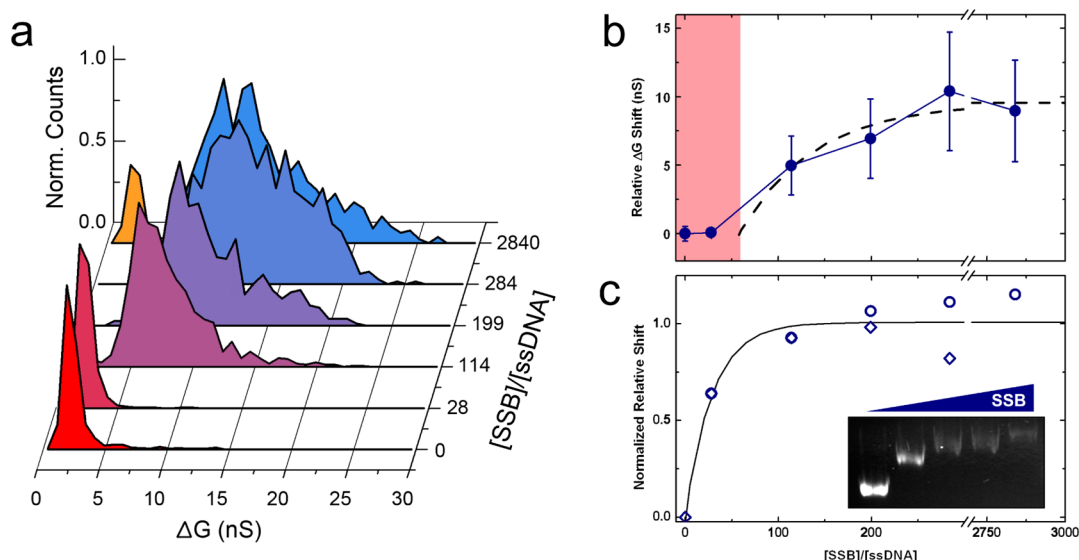 a
Norm. Counts
1.0
0.5
0.0
2840
284
199
114
28
0
[SSB]/[ssDNA]
0
5
10
15
20
25
30
ΔG (nS)
b
Relative ΔG Shift (nS)
15
10
5
0
c
Normalized Relative Shift
1.0
0.5
0.0
SSB
0
100
200
2750
3000
[SSB]/[ssDNA]